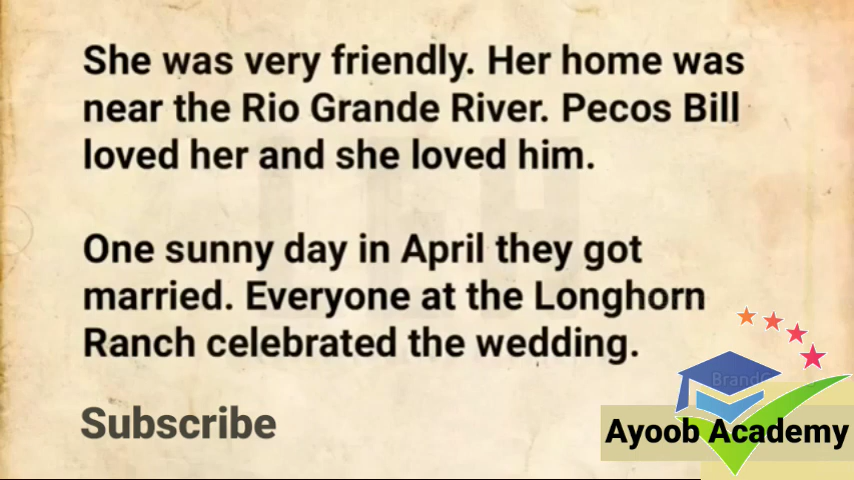 She was very friendly. Her home was
near the Rio Grande River. Pecos Bill
loved her and she loved him.
One sunny day in April they got
married. Everyone at the Longhorn
Ranch celebrated the wedding.
Subscribe
Ayoob Academy